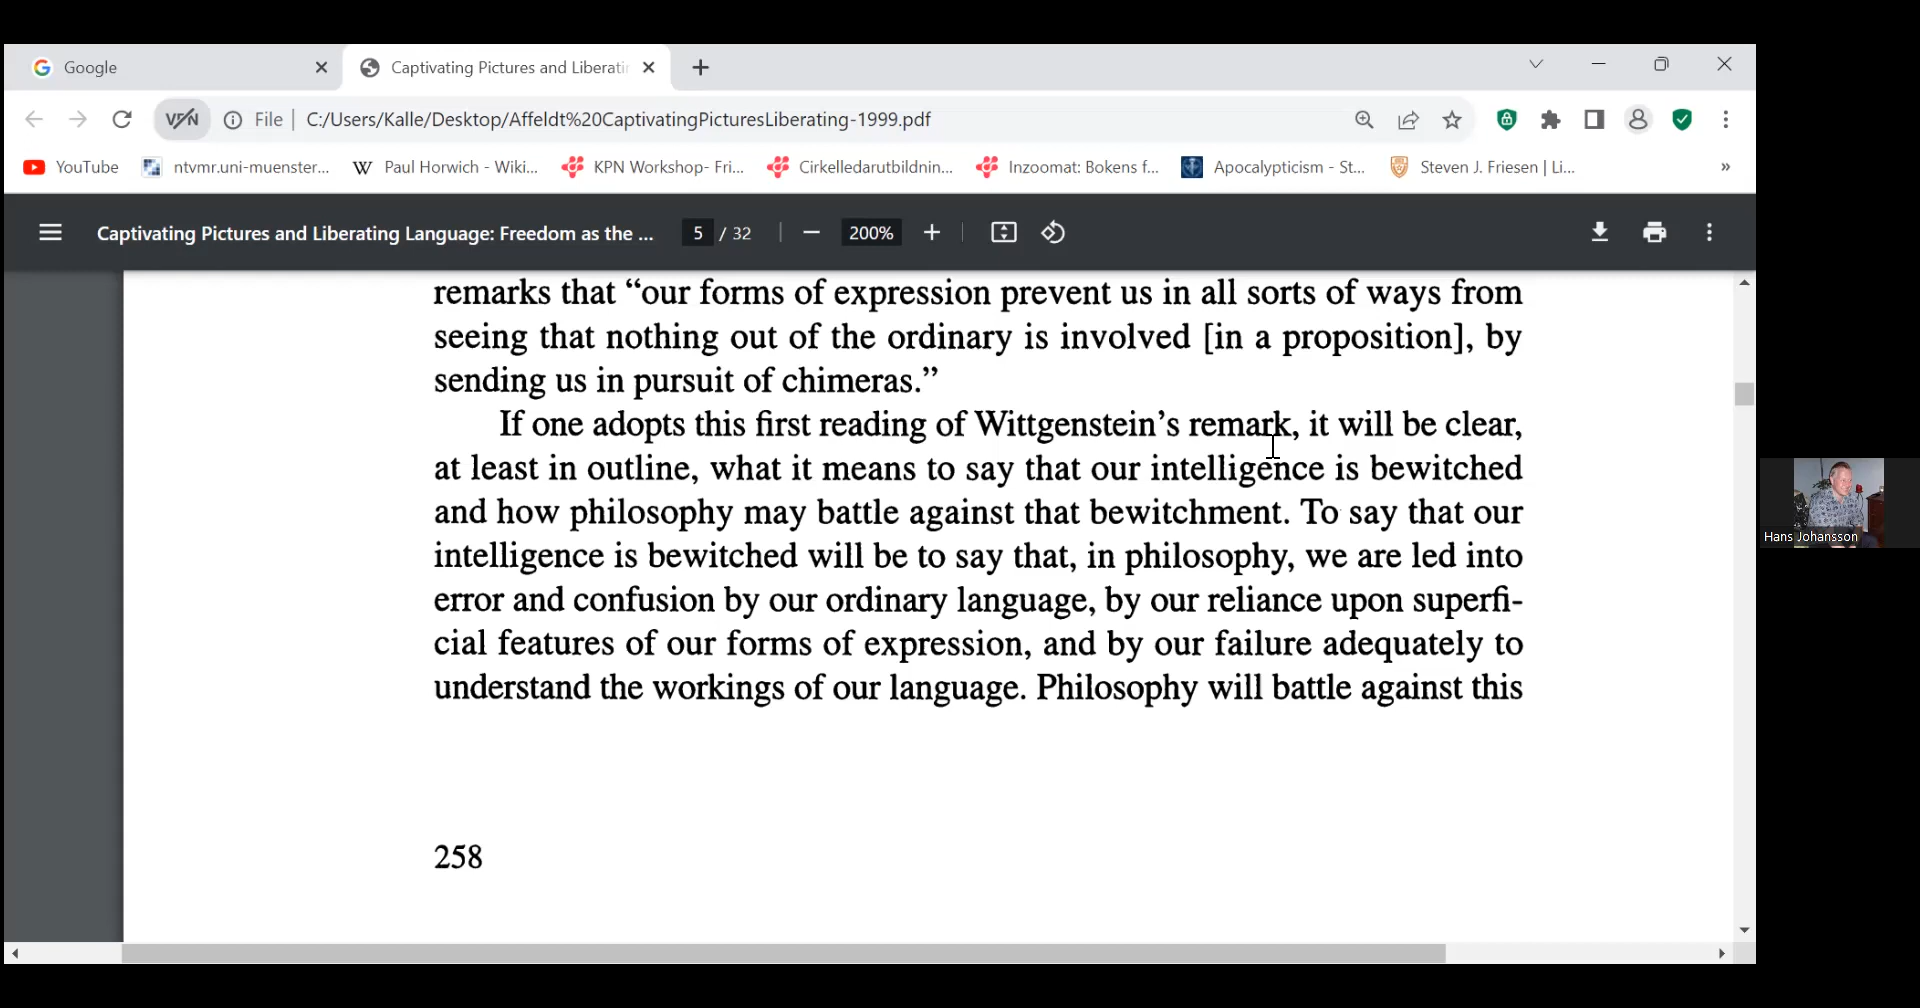 Google
Captivating Pictures and Liberatin
VPN
File
C:/Users/Kalle/Desktop/Affeldt%20CaptivatingPicturesLiberating-1999.pdf
YouTube
ntvmr.uni-muenster...
Paul Horwich - Wiki...
KPN Workshop- Fri...
Cirkelledarutbildnin...
Inzoomat: Bokens f...
Apocalypticism - St...
Steven J. Friesen | Li...
»
Captivating Pictures and Liberating Language: Freedom as the ...
5 / 32
200%
remarks that “our forms of expression prevent us in all sorts of ways from
seeing that nothing out of the ordinary is involved [in a proposition], by
sending us in pursuit of chimeras.”
If one adopts this first reading of Wittgenstein’s remark, it will be clear,
at least in outline, what it means to say that our intelligence is bewitched
and how philosophy may battle against that bewitchment. To say that our
intelligence is bewitched will be to say that, in philosophy, we are led into
error and confusion by our ordinary language, by our reliance upon superfi-
cial features of our forms of expression, and by our failure adequately to
understand the workings of our language. Philosophy will battle against this
Hans Johansson
258